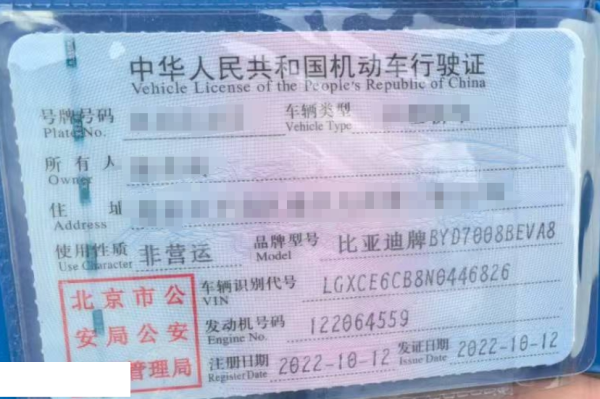 中华人民共和国机动车行驶证
Vehicle License of the People's Republic of China
号牌号码 车辆类型
Plate No. Vehicle Type
所有人
Owner
住址
Address
使用性质 非营运 品牌型号 比亚迪牌BYD7008BEVA8
Use Character Model
车辆识别代号 LGXCE6CB8N0446826
VIN
发动机号码 122064559
Engine No.
注册日期 2022-10-12 发证日期 2022-10-12
Register Date Issue Date
北京市公
安局公安
管理局